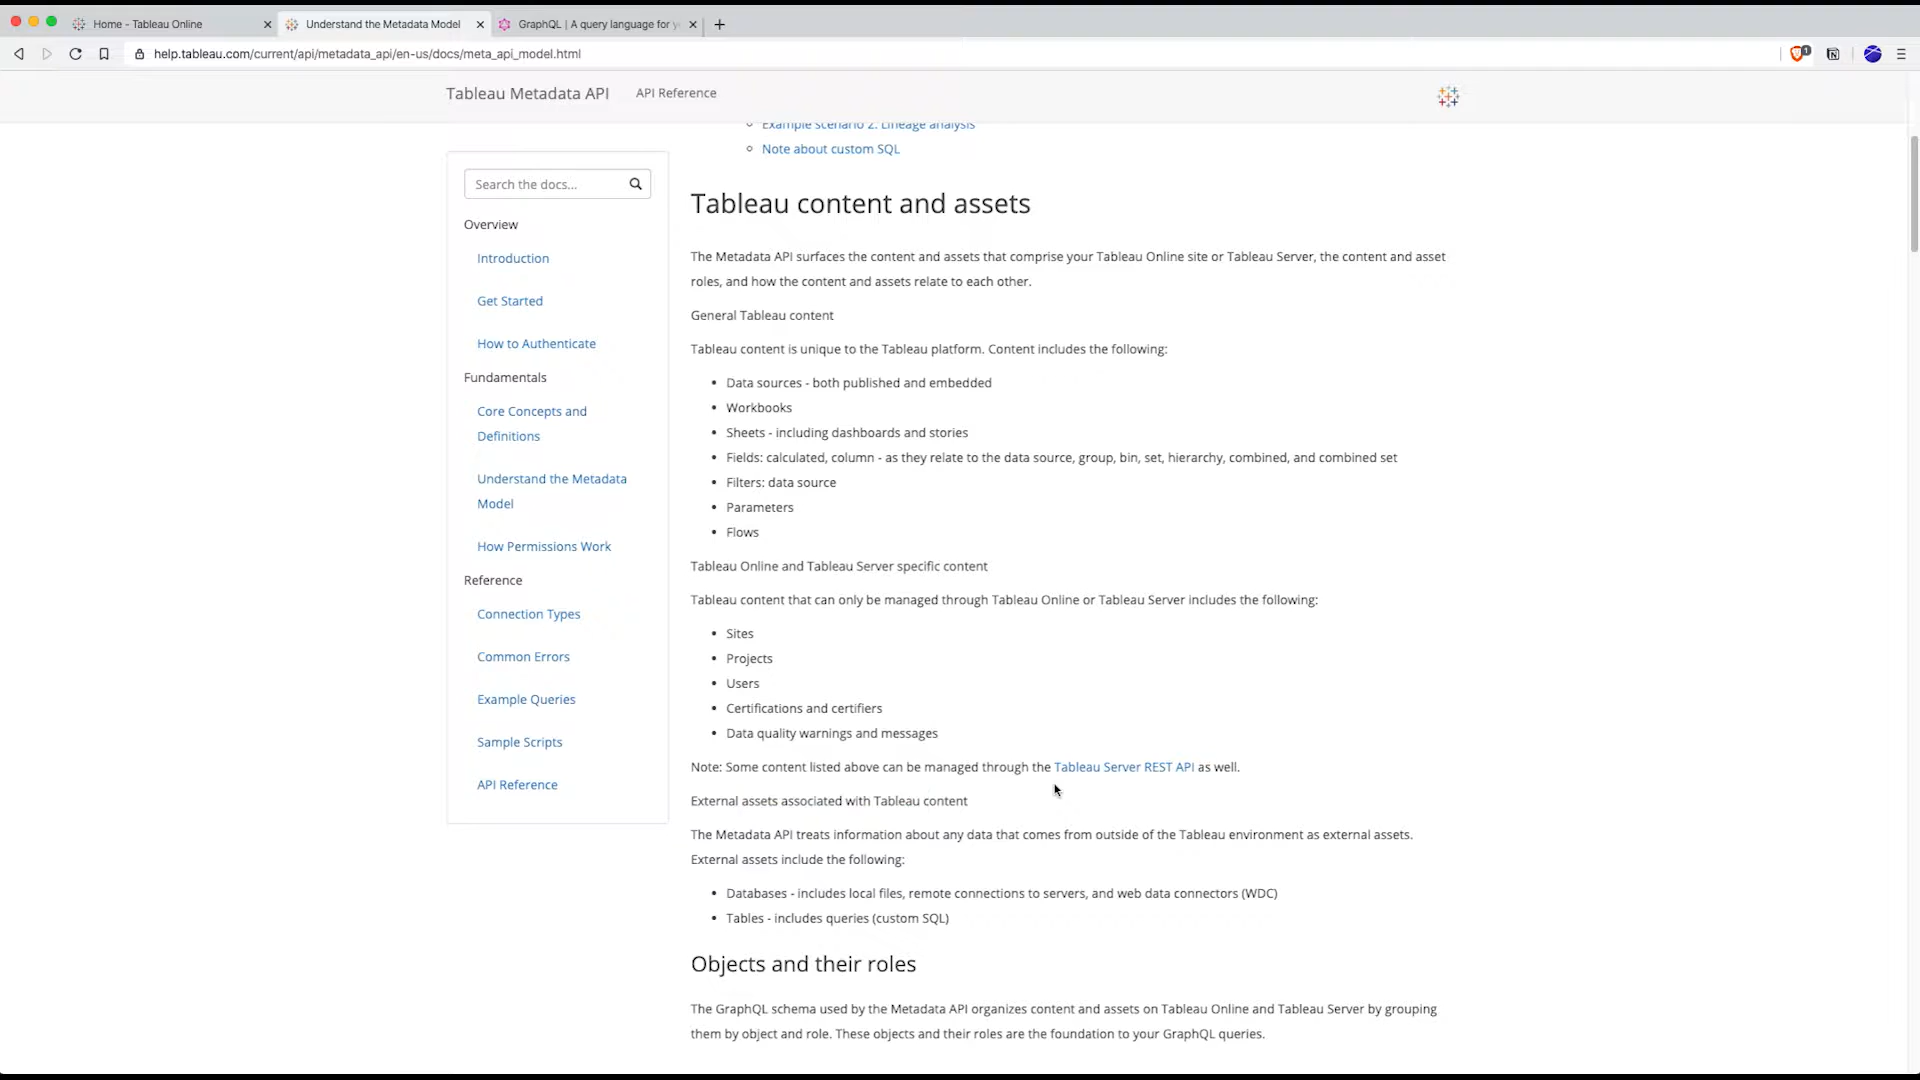 Home - Tableau Online
Understand the Metadata Model
GraphQL | A query language for y
help.tableau.com/current/api/metadata_api/en-us/docs/meta_api_model.html
1
Tableau Metadata API
API Reference
Example scenario 2: Lineage analysis
Note about custom SQL
Search the docs...
Overview
Introduction
Get Started
How to Authenticate
Fundamentals
Core Concepts and
Definitions
Understand the Metadata
Model
How Permissions Work
Reference
Connection Types
Common Errors
Example Queries
Sample Scripts
API Reference
Tableau content and assets
The Metadata API surfaces the content and assets that comprise your Tableau Online site or Tableau Server, the content and asset
roles, and how the content and assets relate to each other.
General Tableau content
Tableau content is unique to the Tableau platform. Content includes the following:
• Data sources - both published and embedded
• Workbooks
• Sheets - including dashboards and stories
• Fields: calculated, column - as they relate to the data source, group, bin, set, hierarchy, combined, and combined set
• Filters: data source
• Parameters
• Flows
Tableau Online and Tableau Server specific content
Tableau content that can only be managed through Tableau Online or Tableau Server includes the following:
• Sites
• Projects
• Users
• Certifications and certifiers
• Data quality warnings and messages
Note: Some content listed above can be managed through the Tableau Server REST API as well.
External assets associated with Tableau content
The Metadata API treats information about any data that comes from outside of the Tableau environment as external assets.
External assets include the following:
• Databases - includes local files, remote connections to servers, and web data connectors (WDC)
• Tables - includes queries (custom SQL)
Objects and their roles
The GraphQL schema used by the Metadata API organizes content and assets on Tableau Online and Tableau Server by grouping
them by object and role. These objects and their roles are the foundation to your GraphQL queries.